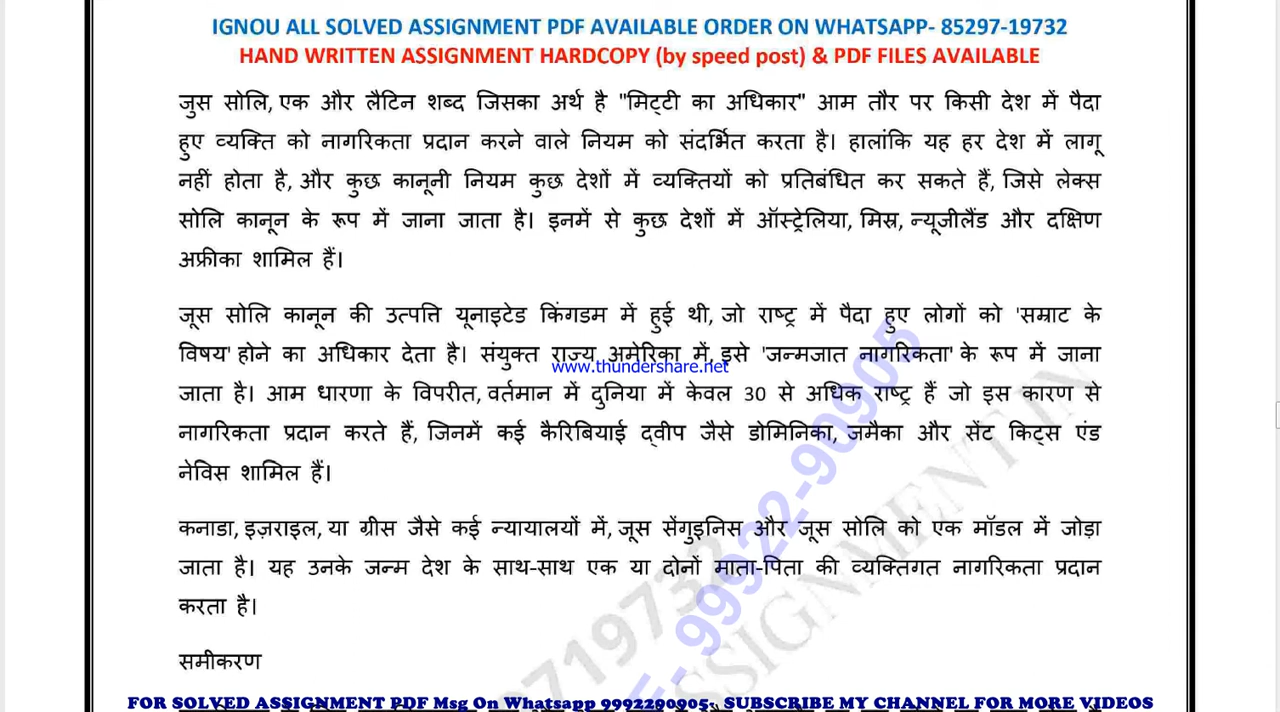 IGNOU ALL SOLVED ASSIGNMENT PDF AVAILABLE ORDER ON WHATSAPP- 85297-19732
HAND WRITTEN ASSIGNMENT HARDCOPY (by speed post) & PDF FILES AVAILABLE
जुस सोलि, एक और लैटिन शब्द जिसका अर्थ है "मिट्टी का अधिकार" आम तौर पर किसी देश में पैदा
हुए व्यक्ति को नागरिकता प्रदान करने वाले नियम को संदर्भित करता है। हालांकि यह हर देश में लागू
नहीं होता है, और कुछ कानूनी नियम कुछ देशों में व्यक्तियों को प्रतिबंधित कर सकते हैं, जिसे लेक्स
सोलि कानून के रूप में जाना जाता है। इनमें से कुछ देशों में ऑस्ट्रेलिया, मिस्र, न्यूजीलैंड और दक्षिण
अफ्रीका शामिल हैं।
जूस सोलि कानून की उत्पत्ति यूनाइटेड किंगडम में हुई थी, जो राष्ट्र में पैदा हुए लोगों को 'सम्राट के
विषय' होने का अधिकार देता है। संयुक्त राज्य अमेरिका में, इसे 'जन्मजात नागरिकता' के रूप में जाना
www.thundershare.net
जाता है। आम धारणा के विपरीत, वर्तमान में दुनिया में केवल 30 से अधिक राष्ट्र हैं जो इस कारण से
नागरिकता प्रदान करते हैं, जिनमें कई कैरिबियाई द्वीप जैसे डोमिनिका, जमैका और सेंट किट्स एंड
नेविस शामिल हैं।
कनाडा, इज़राइल, या ग्रीस जैसे कई न्यायालयों में, जूस सेंगुइनिस और जूस सोलि को एक मॉडल में जोड़ा
जाता है। यह उनके जन्म देश के साथ-साथ एक या दोनों माता-पिता की व्यक्तिगत नागरिकता प्रदान
करता है।
समीकरण
FOR SOLVED ASSIGNMENT PDF Msg On Whatsapp 9992290905, SUBSCRIBE MY CHANNEL FOR MORE VIDEOS
99922-90905
719732
ASSIGNMENT IN